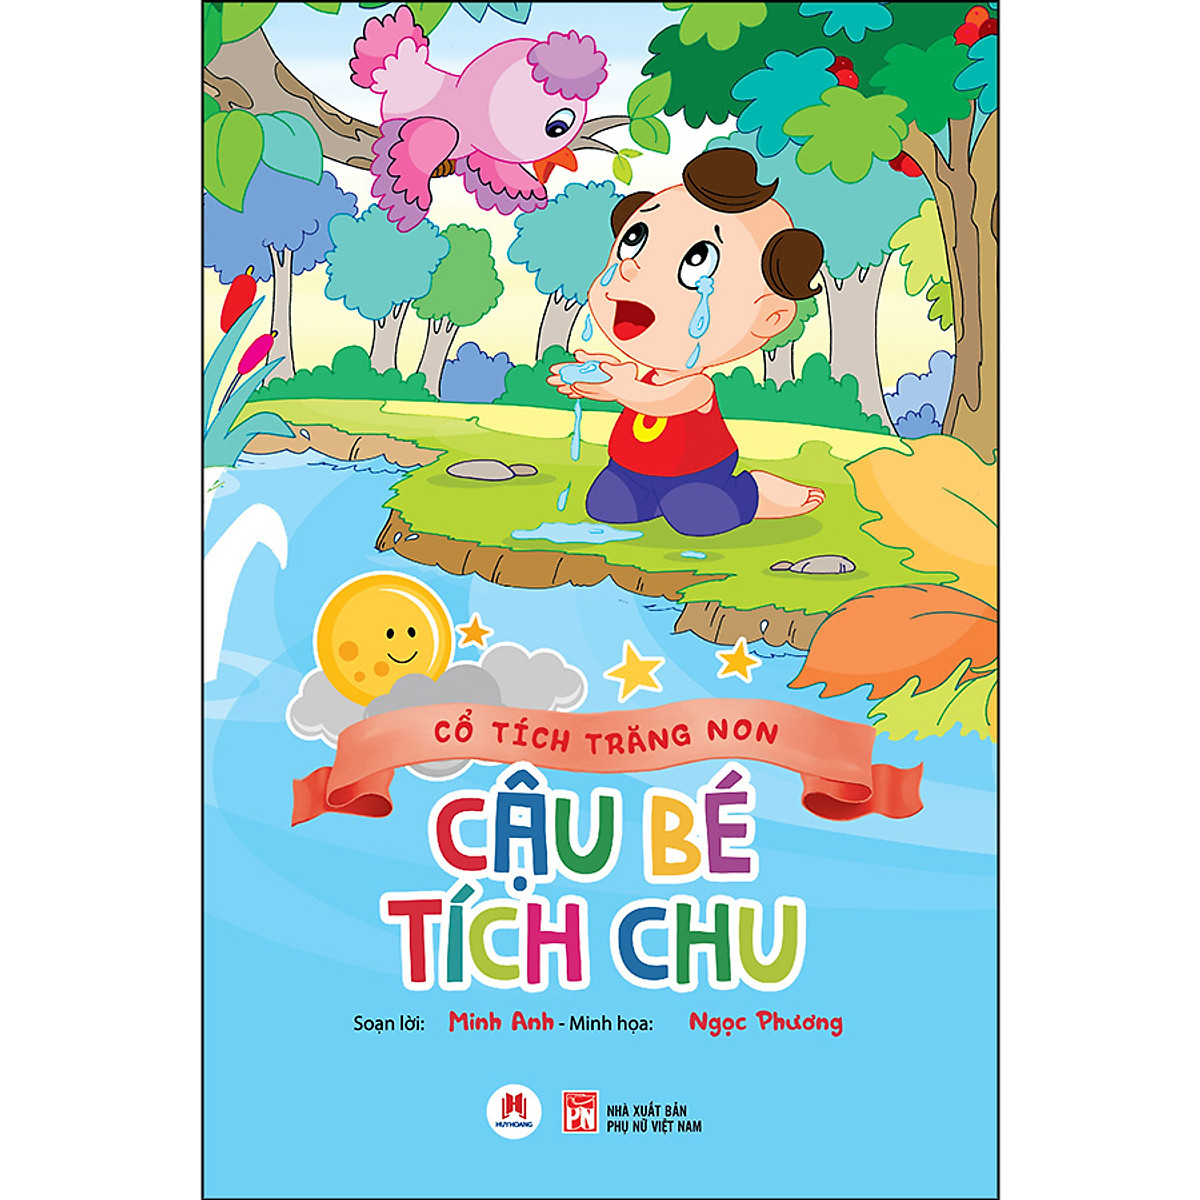 CỔ TÍCH TRĂNG NON
CẬU BÉ
TÍCH CHU
Soạn lời: Minh Anh - Minh họa: Ngọc Phương
HUYHOANG
PN
NHÀ XUẤT BẢN
PHỤ NỮ VIỆT NAM